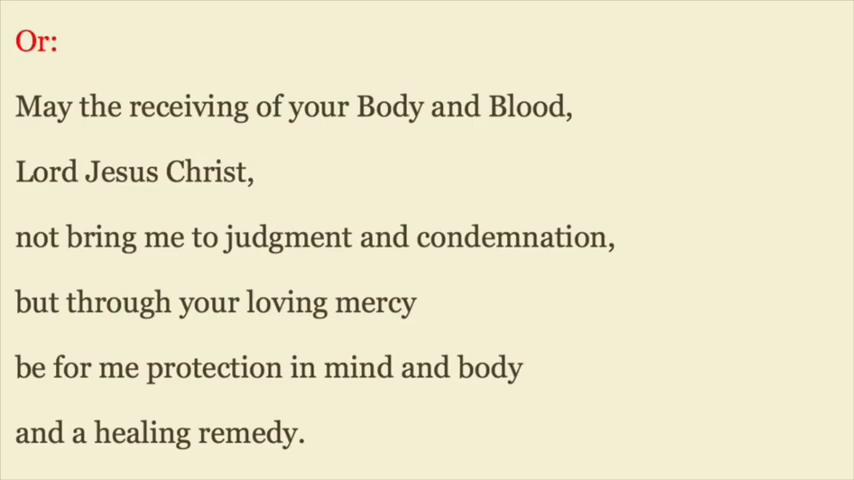 Or:
May the receiving of your Body and Blood,
Lord Jesus Christ,
not bring me to judgment and condemnation,
but through your loving mercy
be for me protection in mind and body
and a healing remedy.